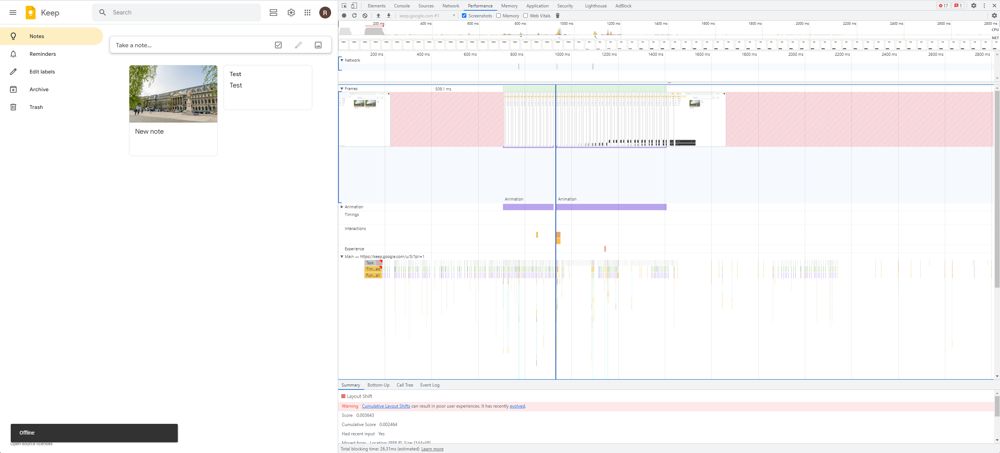 Keep
Search
R
Notes
Reminders
Edit labels
Archive
Trash
Take a note...
New note
Test
Test
Offline
Open-source licenses
Elements Console Sources Network Performance Memory Application Security Lighthouse AdBlock
17 1
keep.google.com #1 Screenshots Memory Web Vitals
200 ms 400 ms 600 ms 800 ms 1000 ms 1200 ms 1400 ms 1600 ms 1800 ms 2000 ms 2200 ms 2400 ms 2600 ms 2800 ms
CPU
NET
200 ms 400 ms 600 ms 800 ms 1000 ms 1200 ms 1400 ms 1600 ms 1800 ms 2000 ms 2200 ms 2400 ms 2600 ms 2800 ms
Network
Frames 509.1 ms
Animation Animation
Animation
Timings
Interactions
Experience
Main — https://keep.google.com/u/3/?pli=1
Task
Tim...ed
Fun...all
Summary Bottom-Up Call Tree Event Log
Layout Shift
Warning Cumulative Layout Shifts can result in poor user experiences. It has recently evolved.
Score 0.003643
Cumulative Score 0.002464
Had recent input Yes
Moved from Location: [888,8], Size: [144x48]
Total blocking time: 26.31ms (estimated) Learn more